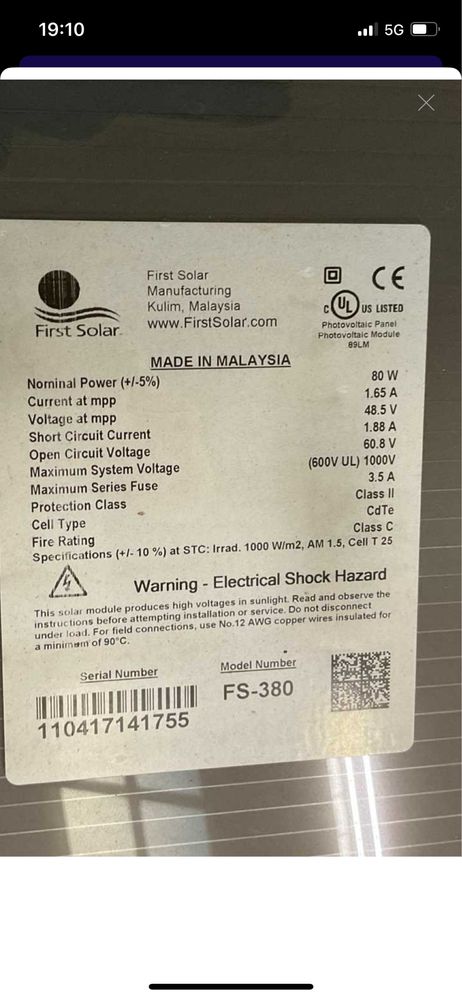 19:10
5G
First Solar
First Solar
Manufacturing
Kulim, Malaysia
www.FirstSolar.com
CE
C UL US LISTED
Photovoltaic Panel
Photovoltaic Module
89LM
MADE IN MALAYSIA
Nominal Power (+/-5%) 80 W
Current at mpp 1.65 A
Voltage at mpp 48.5 V
Short Circuit Current 1.88 A
Open Circuit Voltage 60.8 V
Maximum System Voltage (600V UL) 1000V
Maximum Series Fuse 3.5 A
Protection Class Class II
Cell Type CdTe
Fire Rating Class C
Specifications (+/- 10 %) at STC: Irrad. 1000 W/m2, AM 1.5, Cell T 25
Warning - Electrical Shock Hazard
This solar module produces high voltages in sunlight. Read and observe the
instructions before attempting installation or service. Do not disconnect
under load. For field connections, use No.12 AWG copper wires insulated for
a minimum of 90°C.
Serial Number
110417141755
Model Number
FS-380